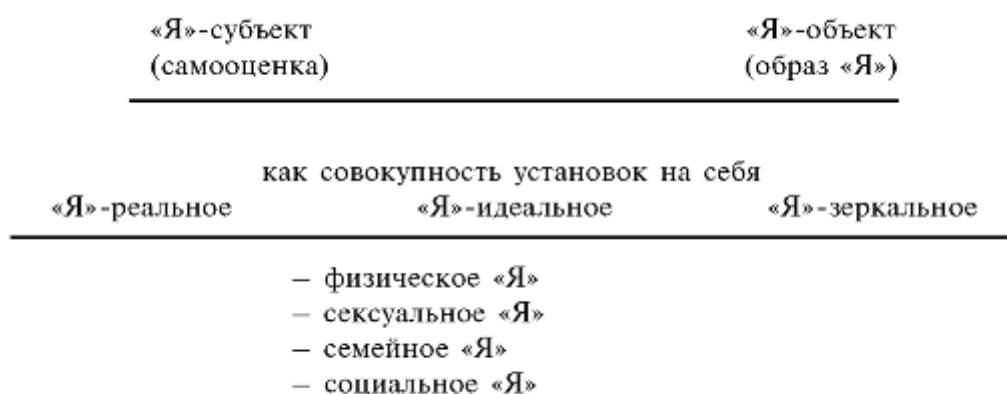 «Я»-субъект «Я»-объект
(самооценка) (образ «Я»)
как совокупность установок на себя
«Я»-реальное «Я»-идеальное «Я»-зеркальное
– физическое «Я»
– сексуальное «Я»
– семейное «Я»
– социальное «Я»